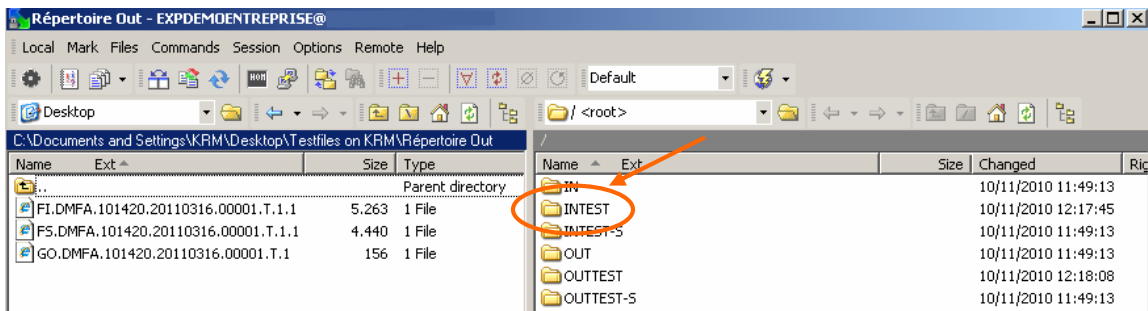 Répertoire Out - EXPDEMOENTREPRISE@
Local Mark Files Commands Session Options Remote Help
Default
Desktop
/ <root>
C:\Documents and Settings\KRM\Desktop\Testfiles on KRM\Répertoire Out
/
Name Ext Size Type
Name Ext Size Changed Rig
.. Parent directory
FI.DMFA.101420.20110316.00001.T.1.1 5.263 1 File
FS.DMFA.101420.20110316.00001.T.1.1 4.440 1 File
GO.DMFA.101420.20110316.00001.T.1 156 1 File
IN 10/11/2010 11:49:13
INTEST 10/11/2010 12:17:45
INTEST-S 10/11/2010 11:49:13
OUT 10/11/2010 11:49:13
OUTTEST 10/11/2010 12:18:08
OUTTEST-S 10/11/2010 11:49:13